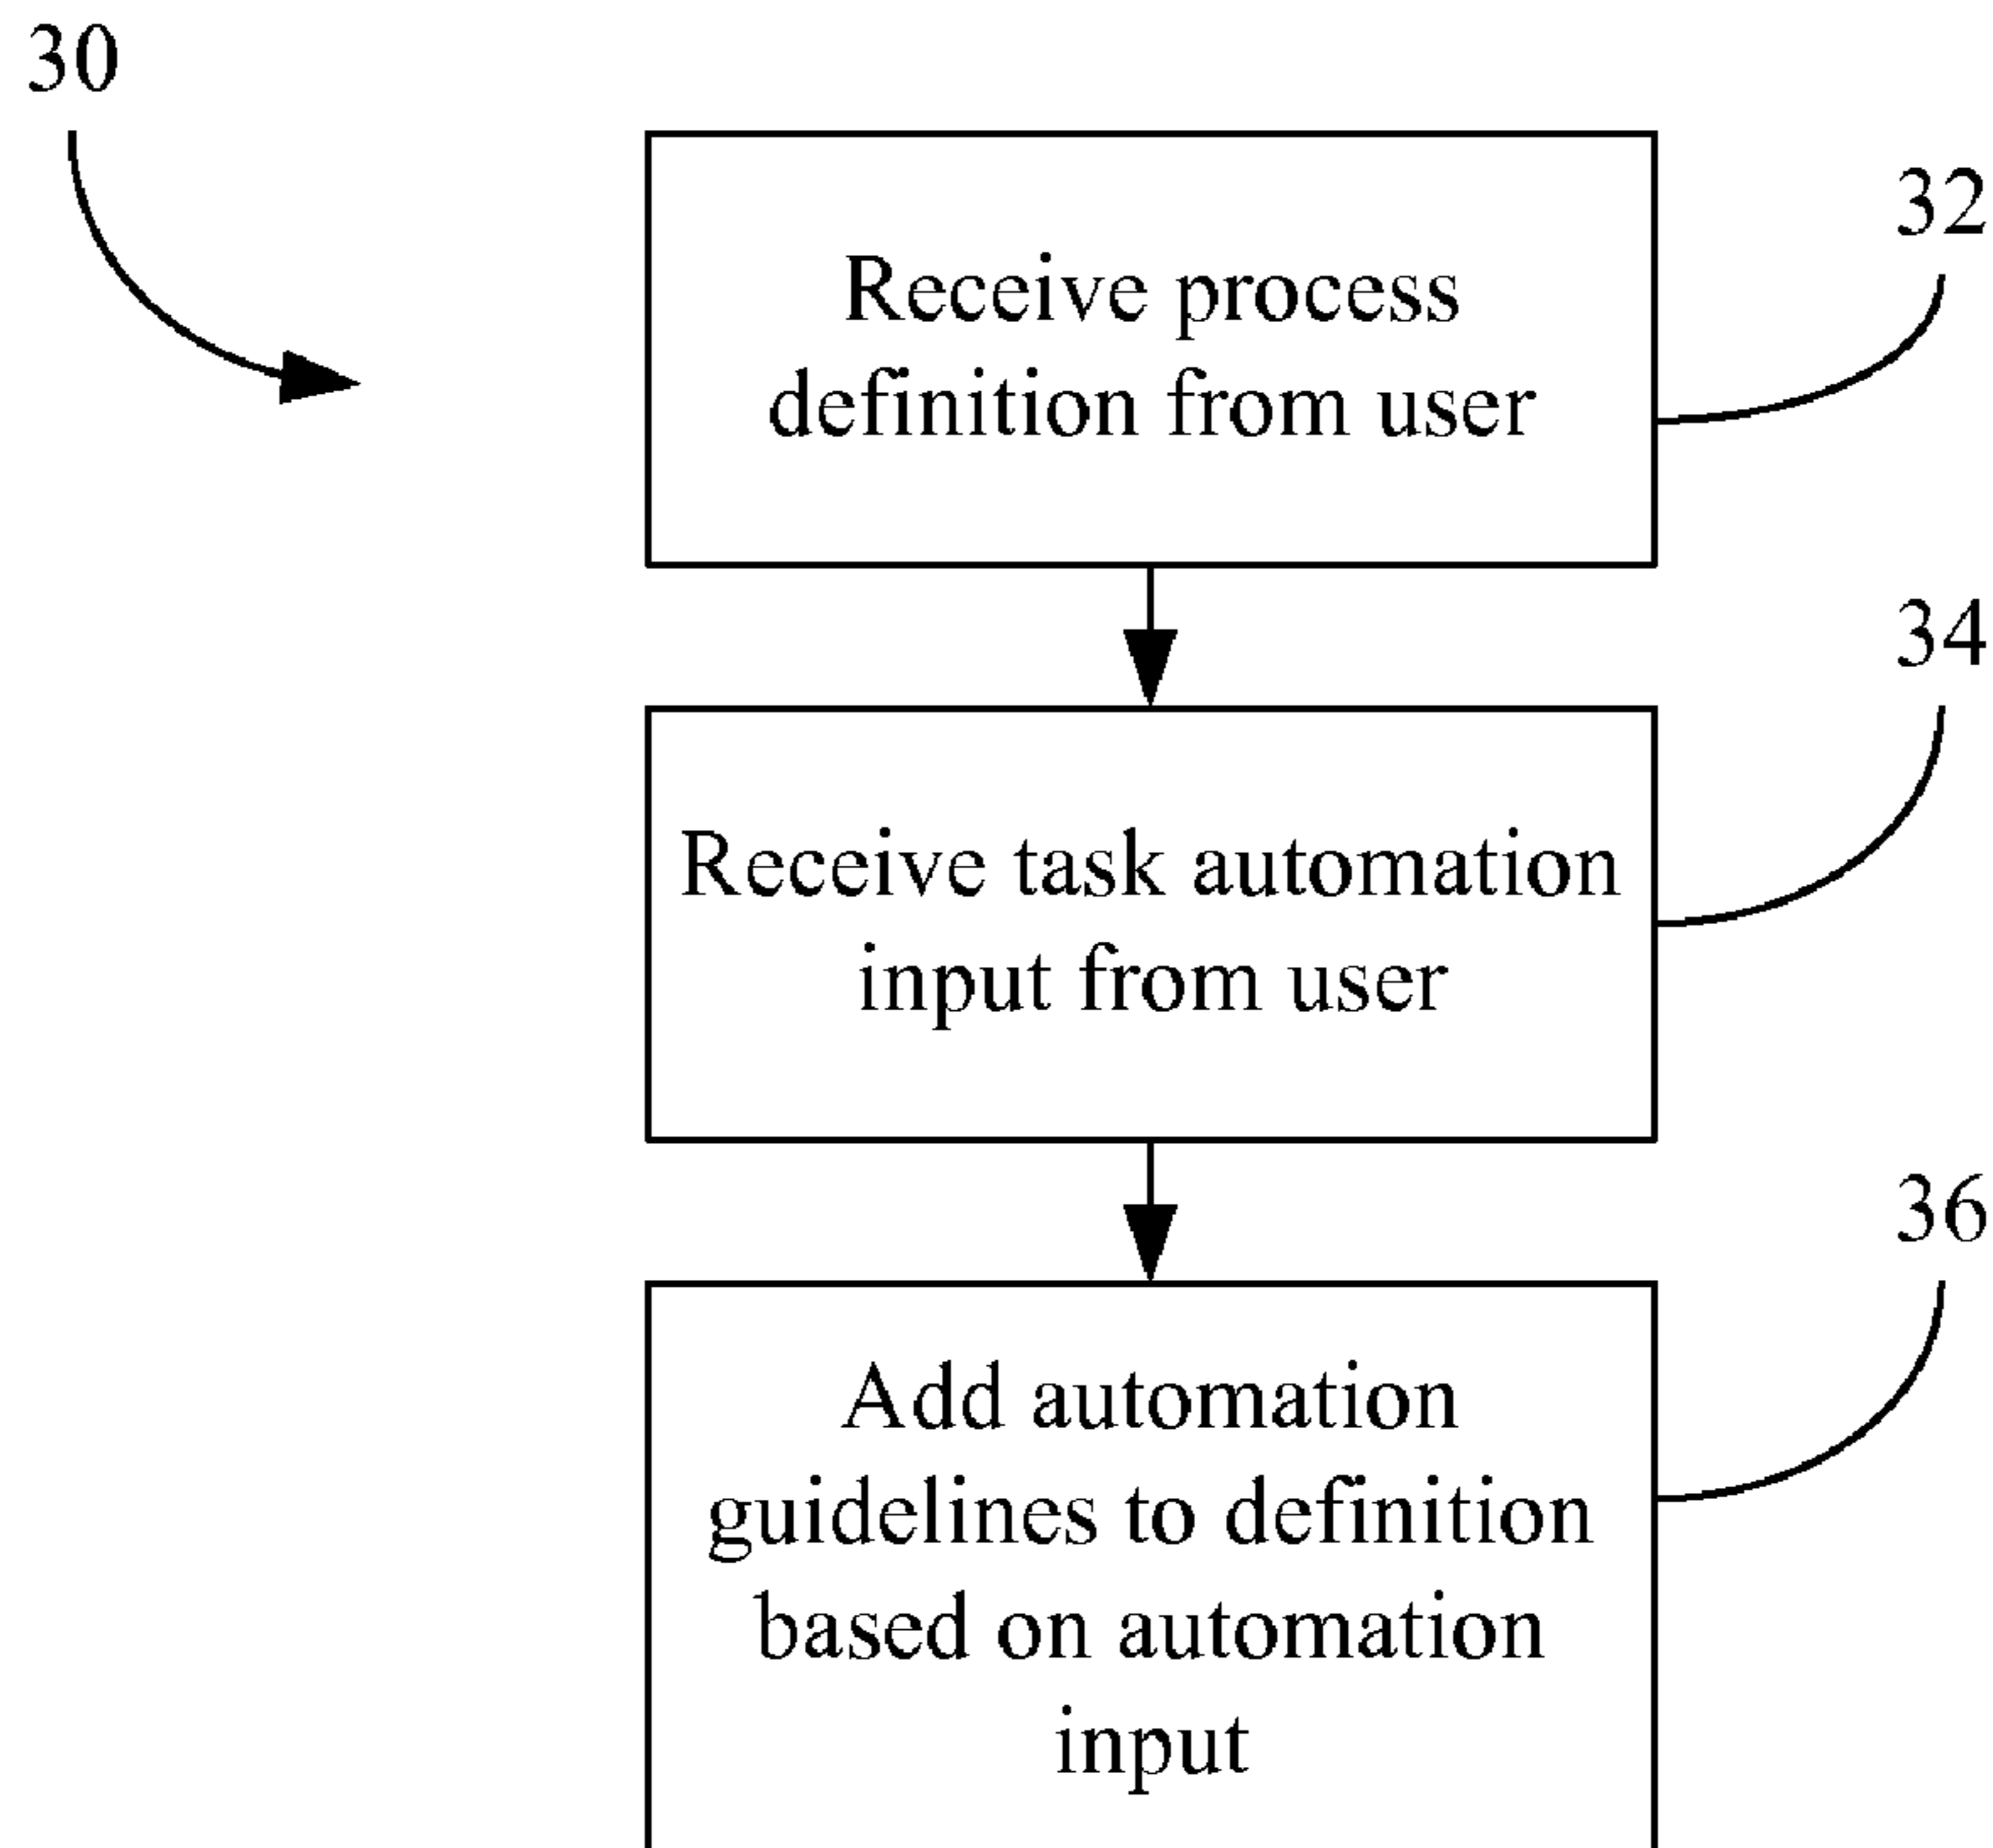 30
Receive process
definition from user
32
Receive task automation
input from user
34
Add automation
guidelines to definition
based on automation
input
36